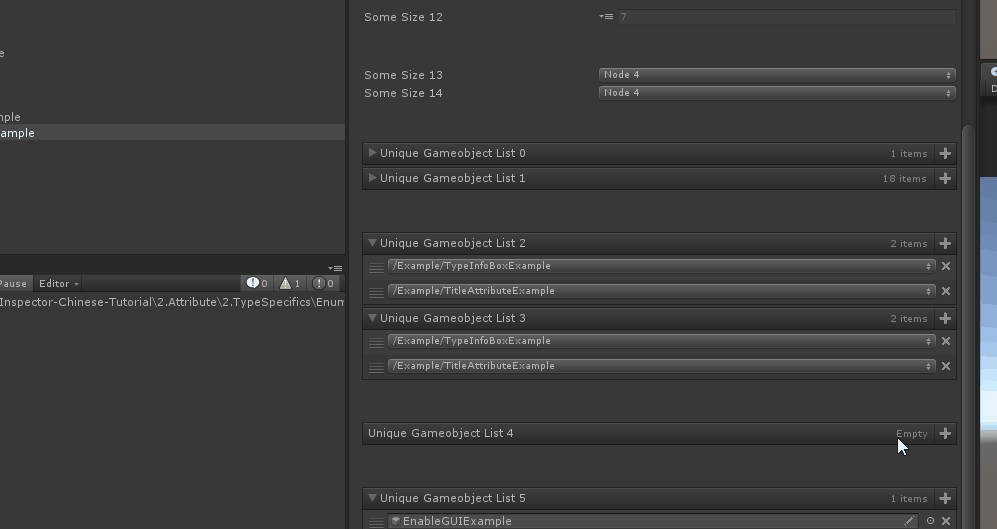 Some Size 12
7
Some Size 13
Node 4
Some Size 14
Node 4
Unique Gameobject List 0
1 items
Unique Gameobject List 1
18 items
Unique Gameobject List 2
2 items
/Example/TypeInfoBoxExample
/Example/TitleAttributeExample
Unique Gameobject List 3
2 items
/Example/TypeInfoBoxExample
/Example/TitleAttributeExample
Unique Gameobject List 4
Empty
Unique Gameobject List 5
1 items
EnableGUIExample
e
nple
ample
Pause
Editor
0
1
0
Inspector-Chinese-Tutorial\2.Attribute\2.TypeSpecifics\Enum
D